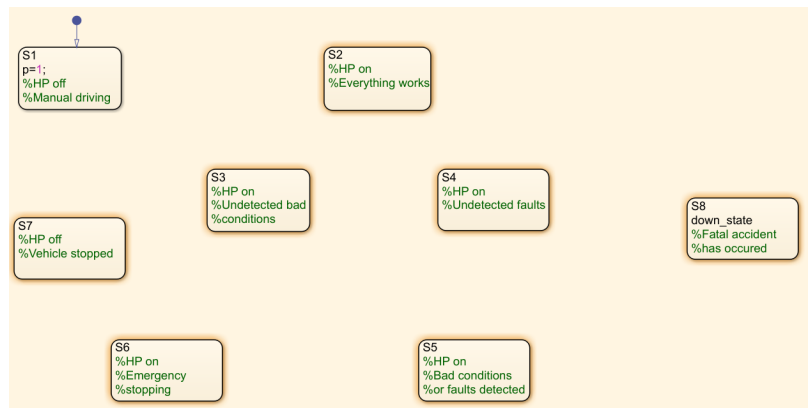 S1
p=1;
%HP off
%Manual driving
S2
%HP on
%Everything works
S3
%HP on
%Undetected bad
%conditions
S4
%HP on
%Undetected faults
S8
down_state
%Fatal accident
%has occured
S7
%HP off
%Vehicle stopped
S6
%HP on
%Emergency
%stopping
S5
%HP on
%Bad conditions
%or faults detected